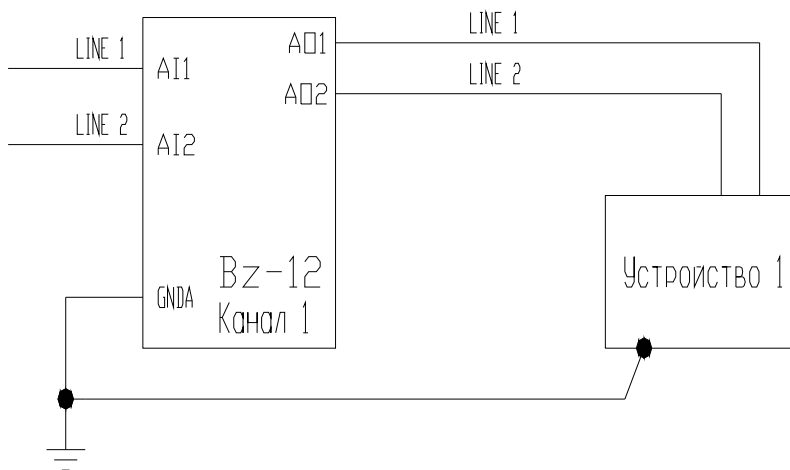 LINE 1
AO1
LINE 1
AI1
LINE 2
AO2
LINE 2
AI2
Bz-12
Канал 1
GNDA
Устройство 1